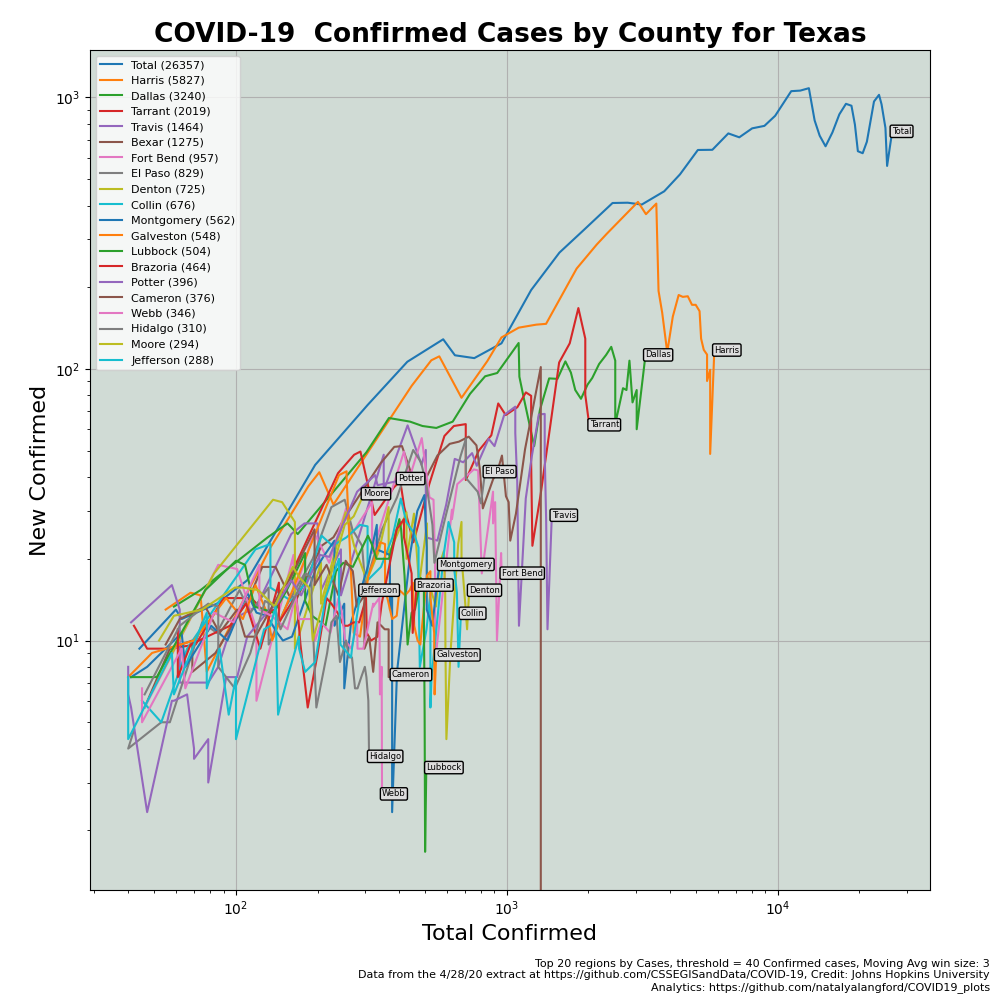 COVID-19  Confirmed Cases by County for Texas
Total (26357)
Harris (5827)
Dallas (3240)
Tarrant (2019)
Travis (1464)
Bexar (1275)
Fort Bend (957)
El Paso (829)
Denton (725)
Collin (676)
Montgomery (562)
Galveston (548)
Lubbock (504)
Brazoria (464)
Potter (396)
Cameron (376)
Webb (346)
Hidalgo (310)
Moore (294)
Jefferson (288)
New Confirmed
10³
10²
10¹
Total
Harris
Dallas
Tarrant
El Paso
Potter
Moore
Travis
Montgomery
Fort Bend
Brazoria
Jefferson
Denton
Collin
Galveston
Cameron
Hidalgo
Lubbock
Webb
10²
10³
10⁴
Total Confirmed
Top 20 regions by Cases, threshold = 40 Confirmed cases, Moving Avg win size: 3
Data from the 4/28/20 extract at https://github.com/CSSEGISandData/COVID-19, Credit: Johns Hopkins University
Analytics: https://github.com/natalyalangford/COVID19_plots